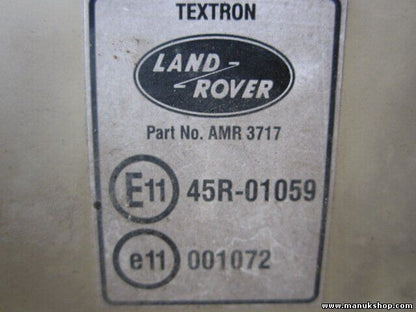 TEXTRON
LAND-
ROVER
Part No. AMR 3717
E11 45R-01059
e11 001072
www.manukshop.com